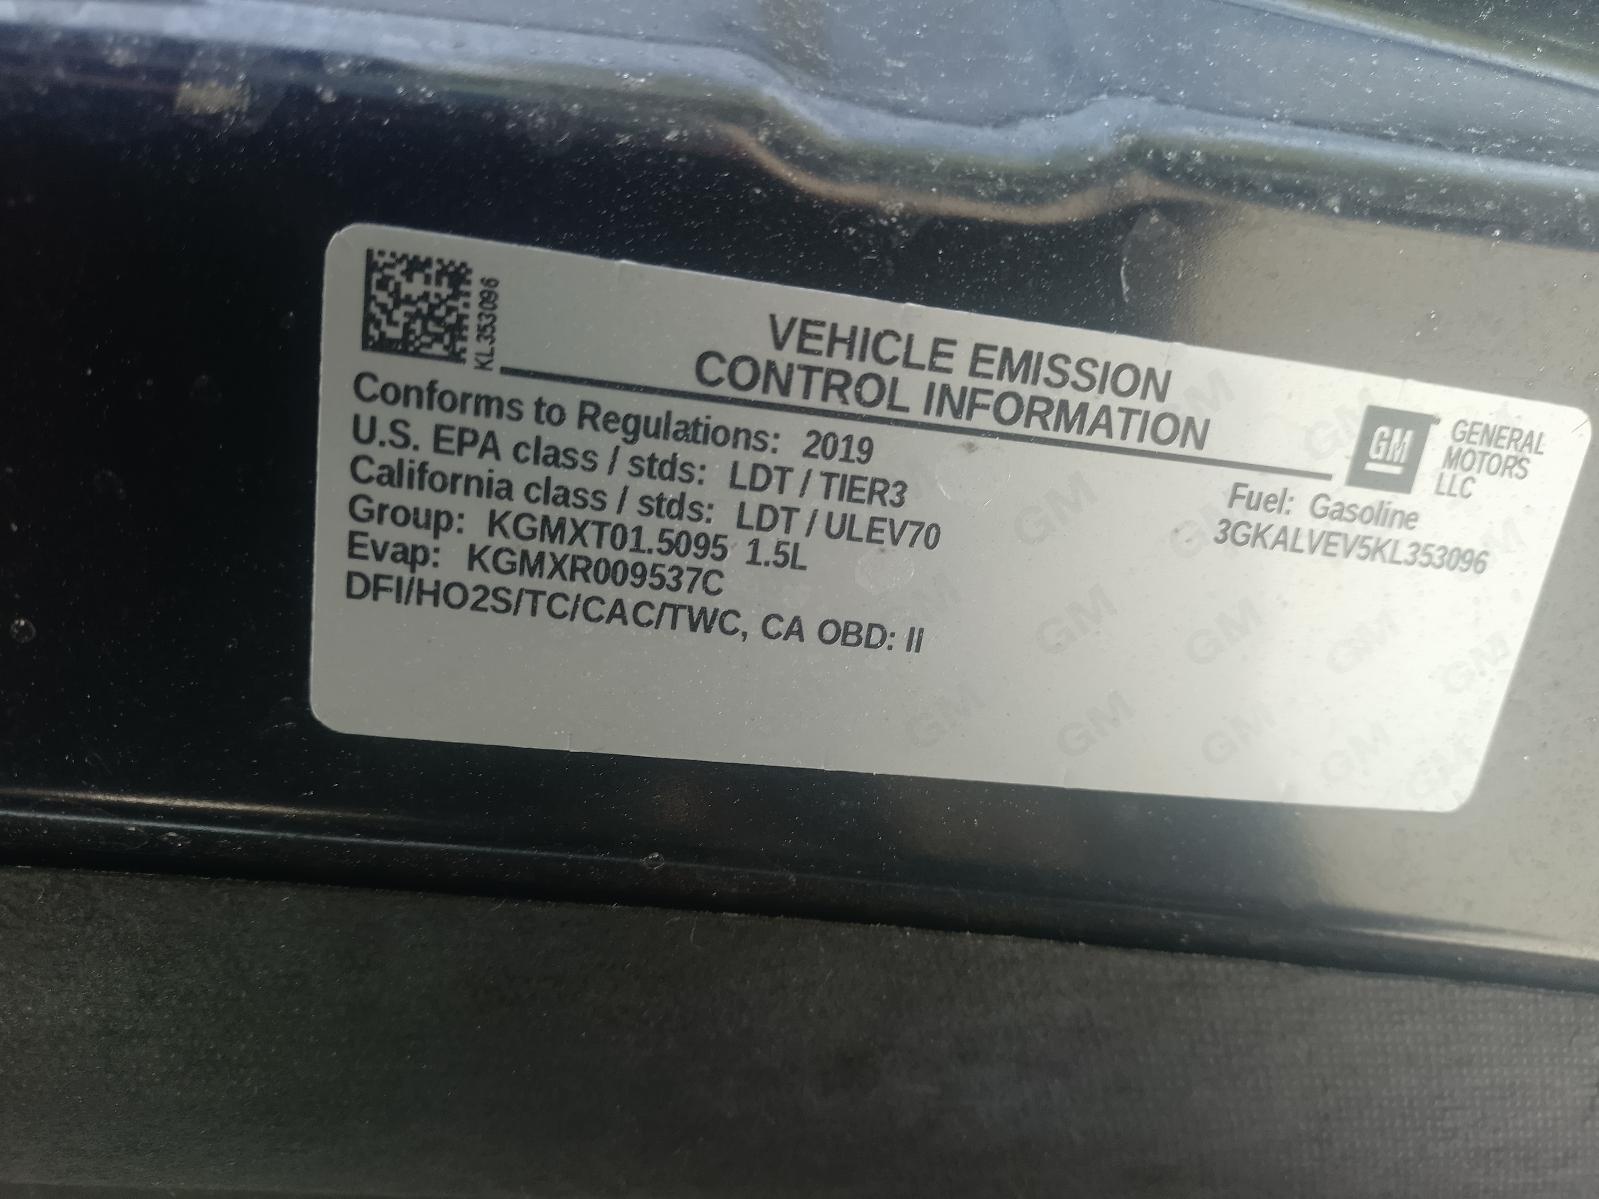 KL353096
VEHICLE EMISSION
CONTROL INFORMATION
GM
GENERAL
MOTORS
LLC
Conforms to Regulations: 2019
U.S. EPA class / stds: LDT / TIER3
California class / stds: LDT / ULEV70
Group: KGMXT01.5095 1.5L
Evap: KGMXR009537C
DFI/HO2S/TC/CAC/TWC, CA OBD: II
Fuel: Gasoline
3GKALVEV5KL353096